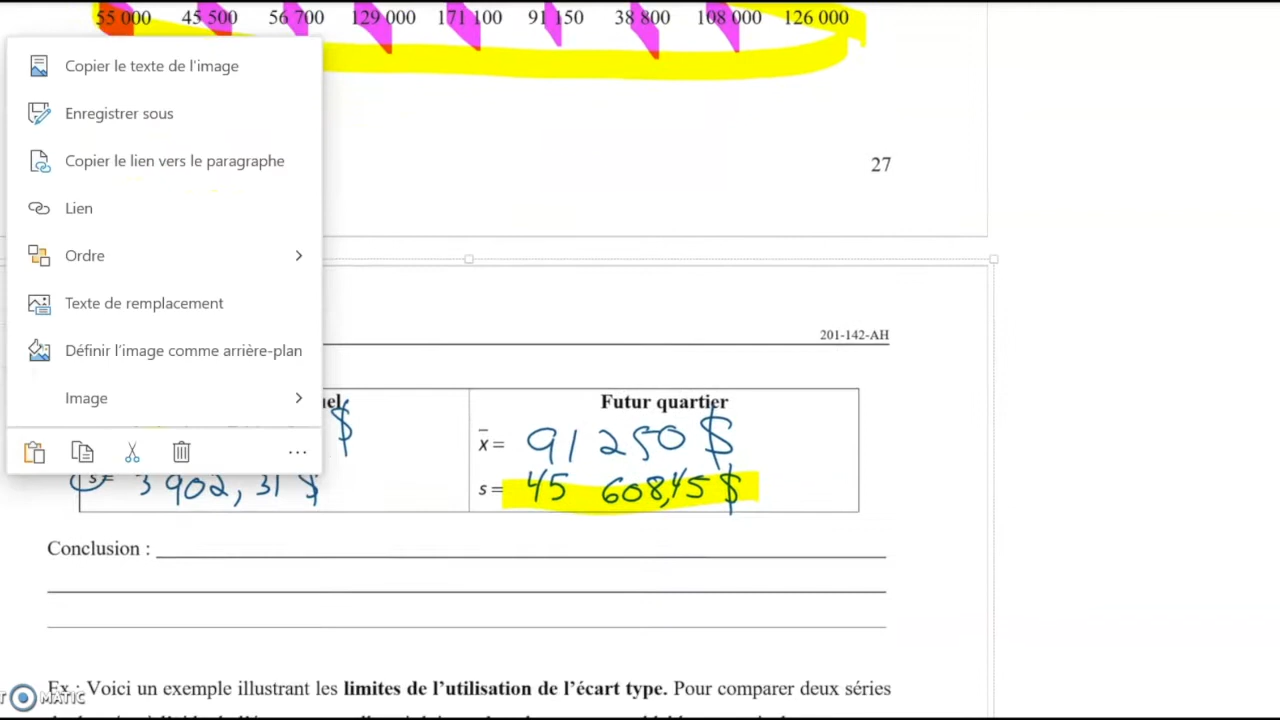 55 000 45 500 56 700 129 000 171 100 91 150 38 800 108 000 126 000
Copier le texte de l'image
Enregistrer sous
Copier le lien vers le paragraphe
Lien
Ordre
Texte de remplacement
Définir l'image comme arrière-plan
Image
27
201-142-AH
uel
$
s = 3 902,31 $
Futur quartier
x̄ = 91 250 $
s = 45 608,45 $
Conclusion :
Ex : Voici un exemple illustrant les limites de l'utilisation de l'écart type. Pour comparer deux séries
MATIC